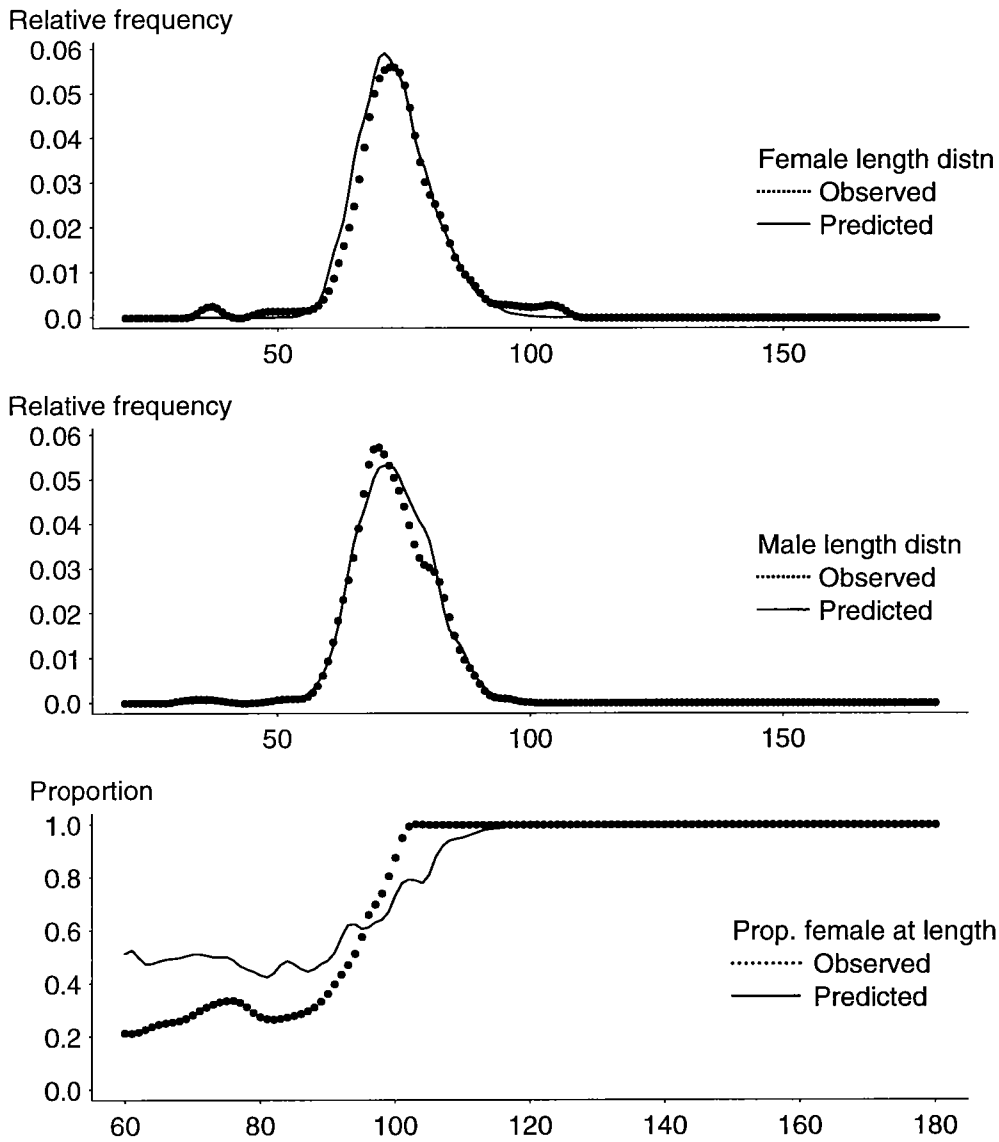 Relative frequency
0.06
0.05
0.04
0.03
0.02
0.01
0.0
50 100 150
Female length distn
Observed
Predicted
Relative frequency
0.06
0.05
0.04
0.03
0.02
0.01
0.0
50 100 150
Male length distn
Observed
Predicted
Proportion
1.0
0.8
0.6
0.4
0.2
0.0
60 80 100 120 140 160 180
Prop. female at length
Observed
Predicted